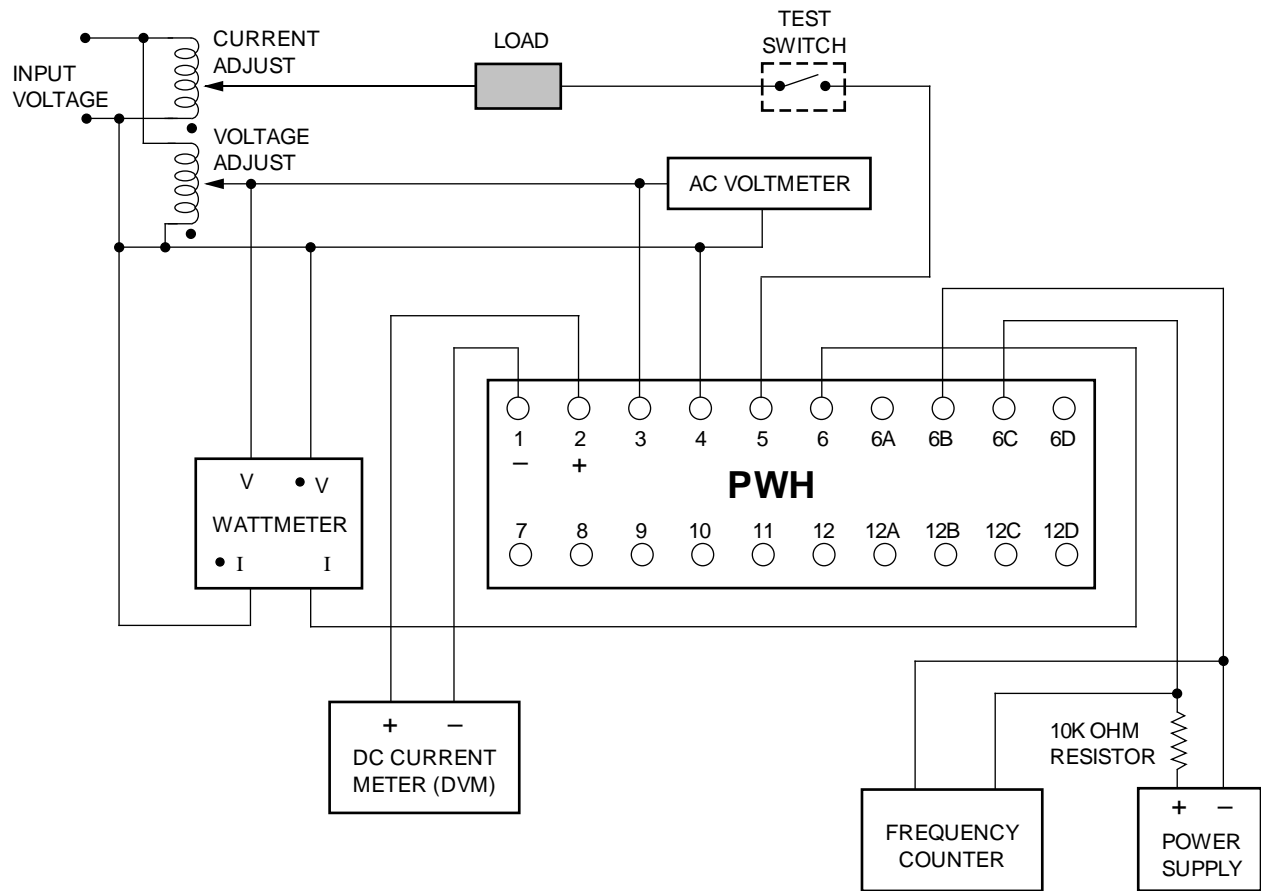 TEST
SWITCH
CURRENT
ADJUST
LOAD
INPUT
VOLTAGE
VOLTAGE
ADJUST
AC VOLTMETER
1 2 3 4 5 6 6A 6B 6C 6D
− +
PWH
7 8 9 10 11 12 12A 12B 12C 12D
V V
WATTMETER
I I
+ −
DC CURRENT
METER (DVM)
10K OHM
RESISTOR
FREQUENCY
COUNTER
+ −
POWER
SUPPLY